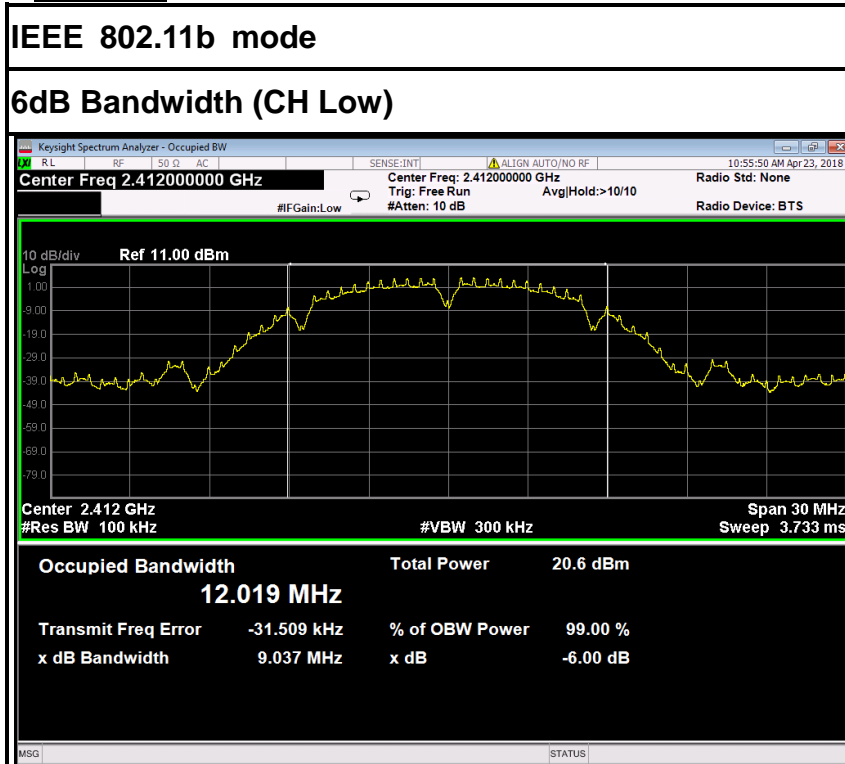 IEEE 802.11b mode
6dB Bandwidth (CH Low)
Keysight Spectrum Analyzer - Occupied BW
RL RF 50 Ω AC SENSE:INT ALIGN AUTO/NO RF 10:55:50 AM Apr 23, 2018
Center Freq 2.412000000 GHz Center Freq: 2.412000000 GHz Radio Std: None
Trig: Free Run Avg|Hold:>10/10
#IFGain:Low #Atten: 10 dB Radio Device: BTS
10 dB/div Ref 11.00 dBm
Log
1.00
-9.00
-19.0
-29.0
-39.0
-49.0
-59.0
-69.0
-79.0
Center 2.412 GHz Span 30 MHz
#Res BW 100 kHz #VBW 300 kHz Sweep 3.733 ms
Occupied Bandwidth Total Power 20.6 dBm
12.019 MHz
Transmit Freq Error -31.509 kHz % of OBW Power 99.00 %
x dB Bandwidth 9.037 MHz x dB -6.00 dB
MSG STATUS